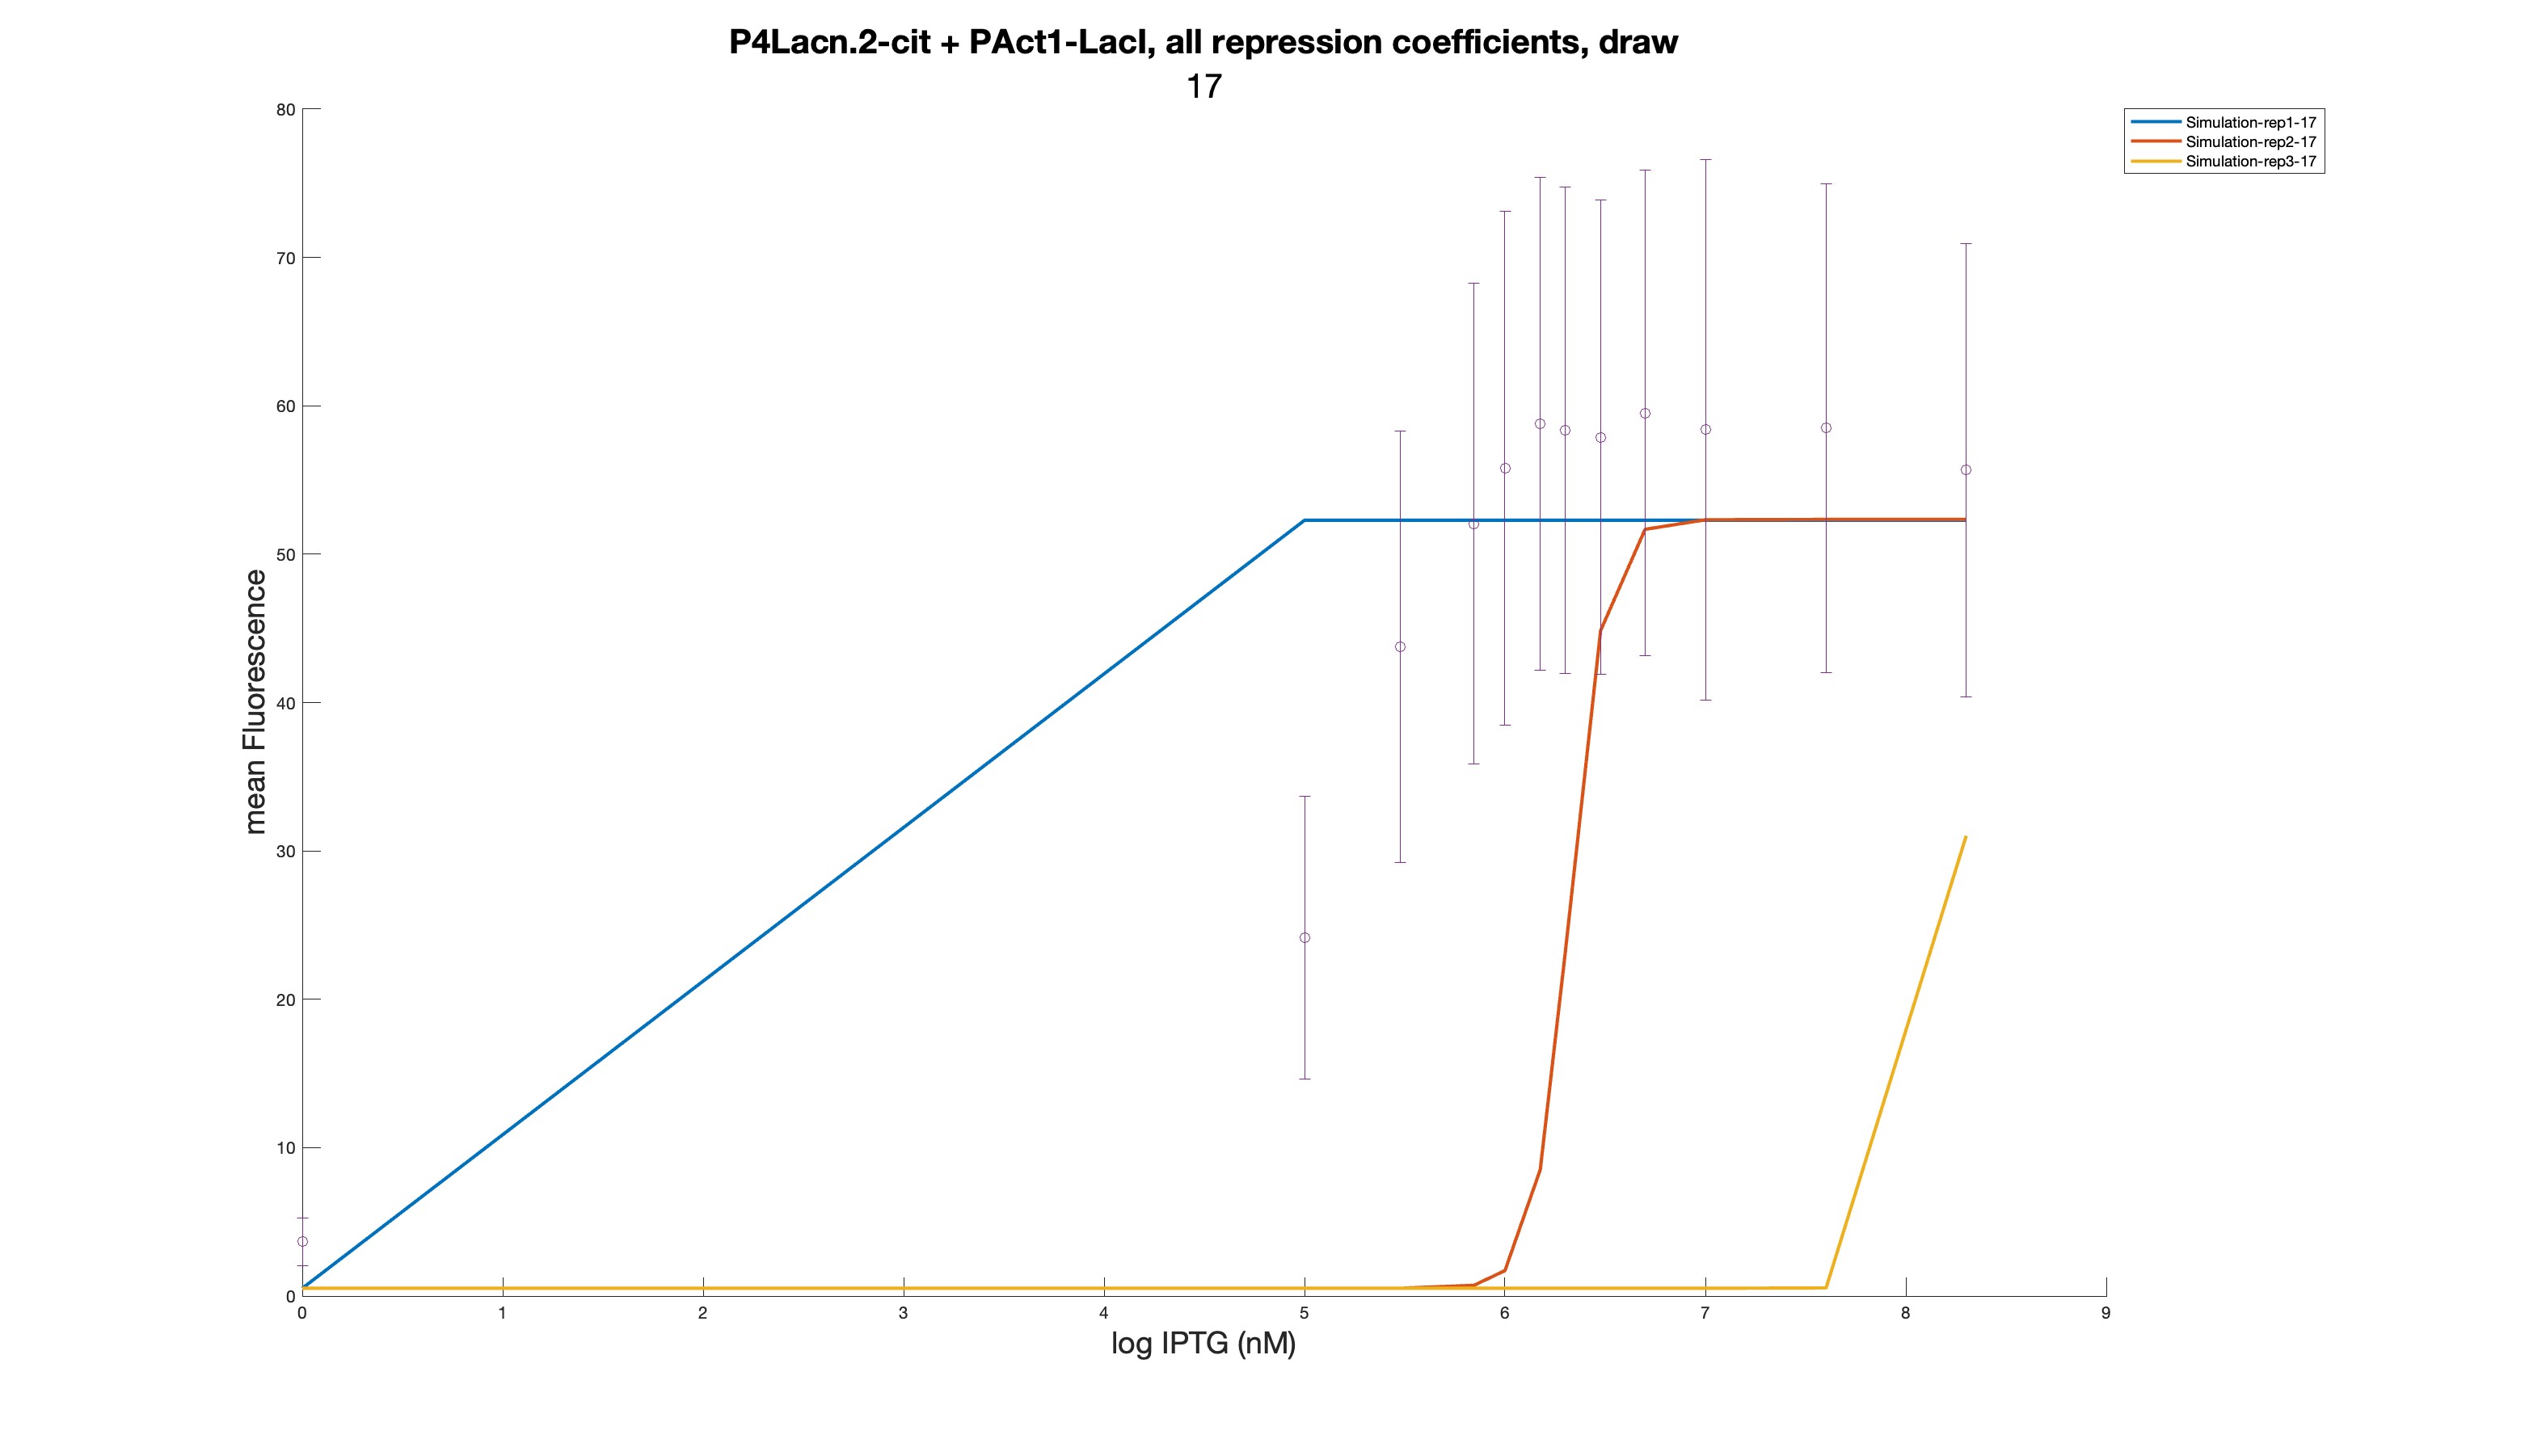 P4Lacn.2-cit + PAct1-LacI, all repression coefficients, draw
17
Simulation-rep1-17
Simulation-rep2-17
Simulation-rep3-17
mean Fluorescence
80
70
60
50
40
30
20
10
0
0 1 2 3 4 5 6 7 8 9
log IPTG (nM)